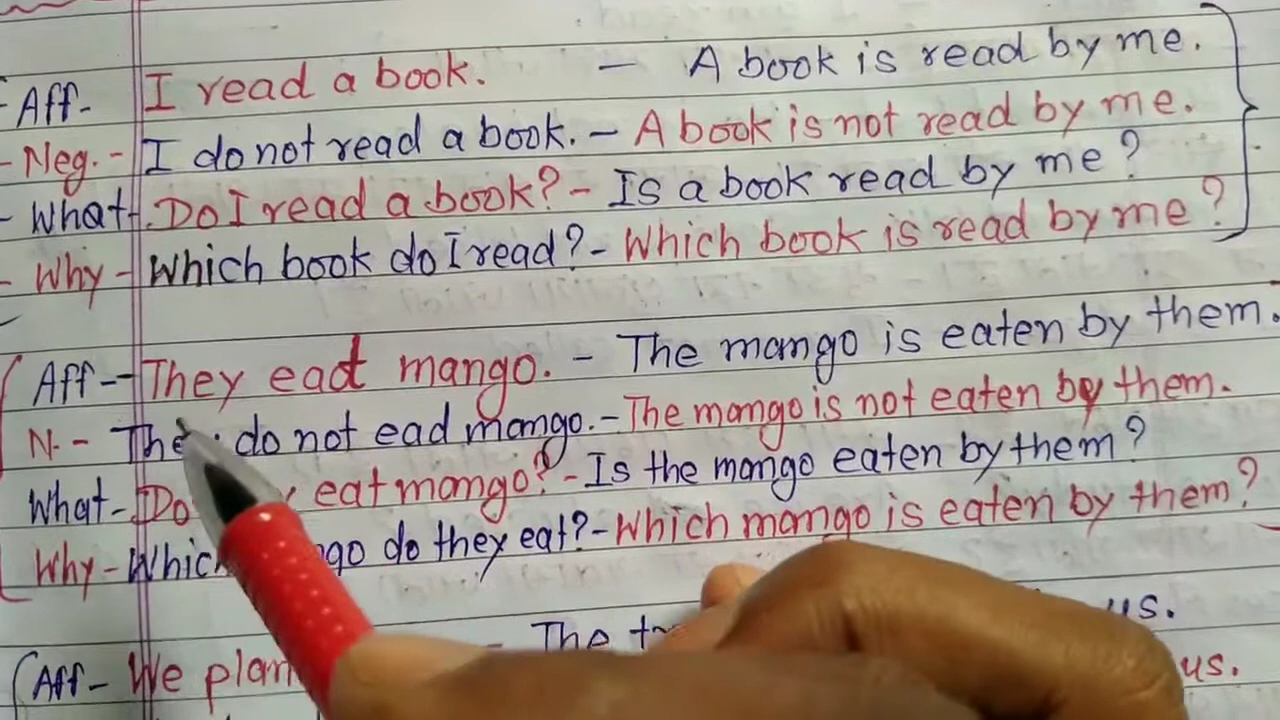 Aff- I read a book. - A book is read by me.
- Neg. - I do not read a book. - A book is not read by me.
- What - Do I read a book? - Is a book read by me?
- Why - Which book do I read? - Which book is read by me?
Aff - They eat mango. - The mango is eaten by them.
N. - The do not ead mango. - The mango is not eaten by them.
What - Do eat mango? - Is the mango eaten by them?
Why - do they eat? - Which mango is eaten by them?
Aff - We - The us.
us.